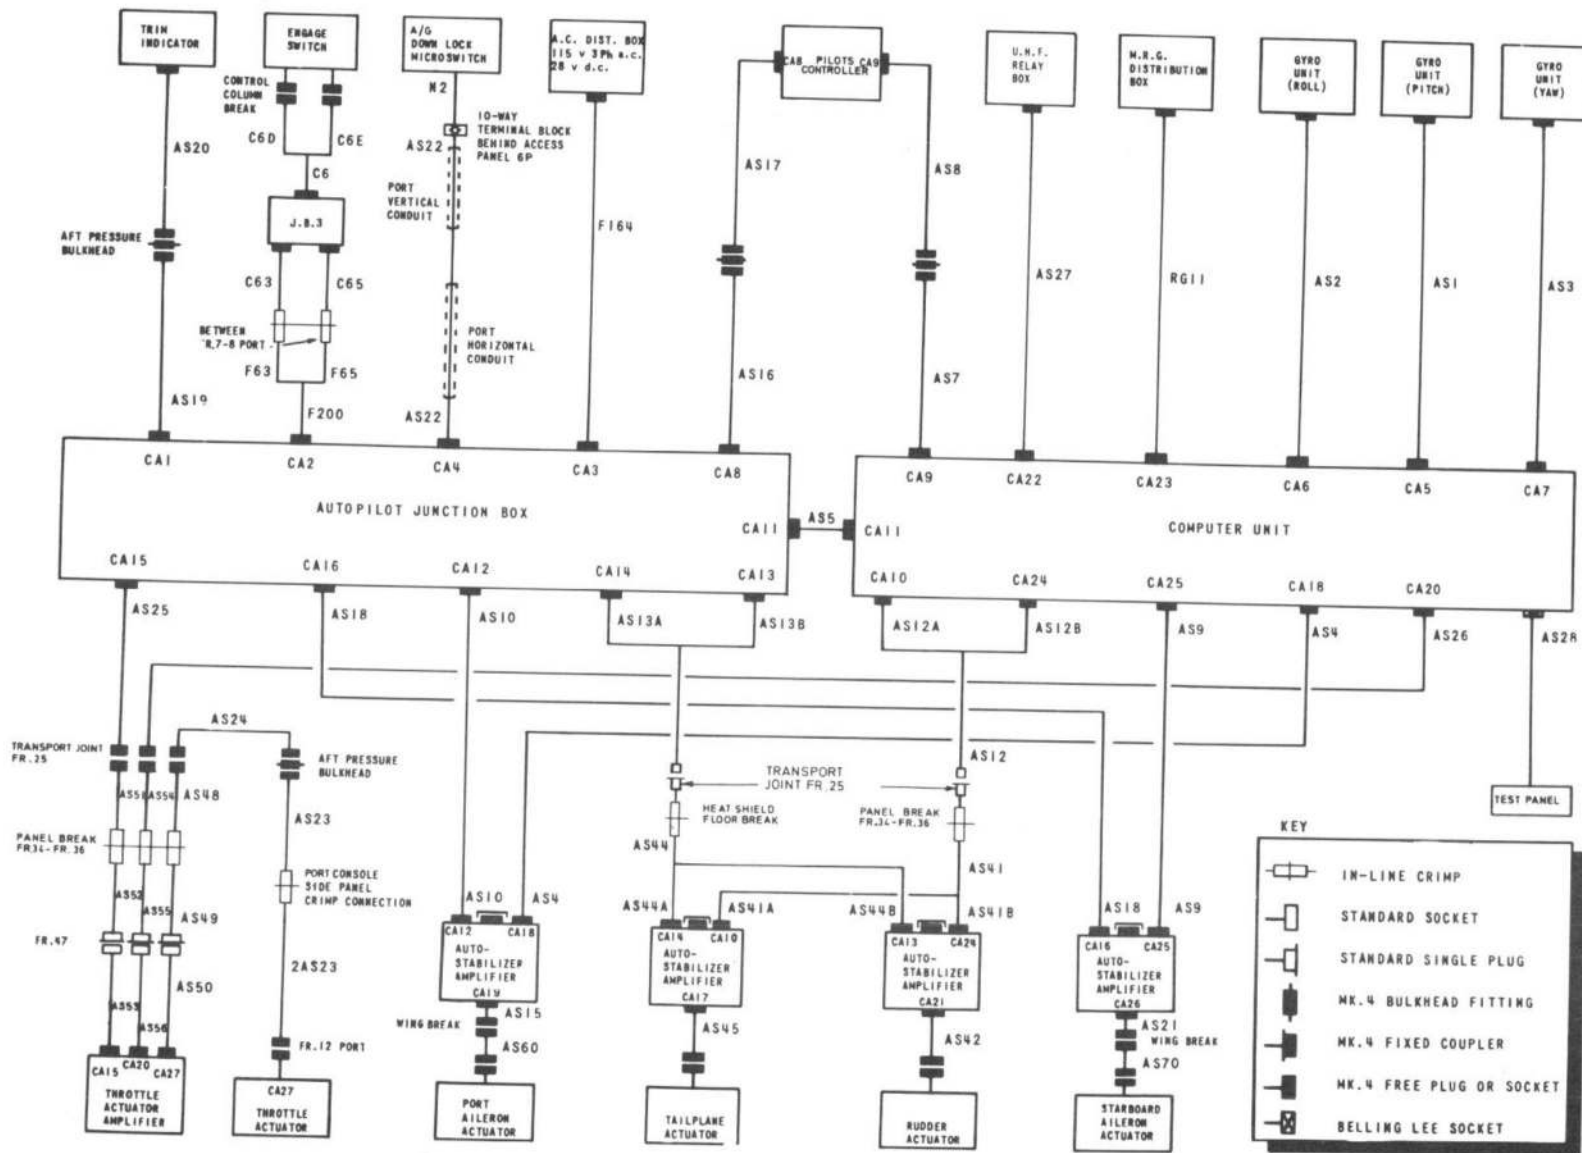 TRIM
INDICATOR
ENGAGE
SWITCH
A/G
DOWN LOCK
MICROSWITCH
A.C. DIST. BOX
115 v 3Ph a.c.
28 v d.c.
CA8 PILOTS CA9
CONTROLLER
U.H.F.
RELAY
BOX
M.R.G.
DISTRIBUTION
BOX
GYRO
UNIT
(ROLL)
GYRO
UNIT
(PITCH)
GYRO
UNIT
(YAW)
CONTROL
COLUMN
BREAK
N2
10-WAY
TERMINAL BLOCK
BEHIND ACCESS
PANEL 6P
AS20
C6D
C6E
AS22
AS17
AS8
C6
PORT
VERTICAL
CONDUIT
J.B.3
F164
AFT PRESSURE
BULKHEAD
C63
C65
AS27
RG11
AS2
AS1
AS3
BETWEEN
R,7-8 PORT
PORT
HORIZONTAL
CONDUIT
F63
F65
AS16
AS7
AS19
F200
AS22
CA1
CA2
CA4
CA3
CA8
CA9
CA22
CA23
CA6
CA5
CA7
AUTOPILOT JUNCTION BOX
CA11
AS5
CA11
COMPUTER UNIT
CA15
CA16
CA12
CA14
CA13
CA10
CA24
CA25
CA18
CA20
AS25
AS18
AS10
AS13A
AS13B
AS12A
AS12B
AS9
AS4
AS26
AS28
AS24
TRANSPORT JOINT
FR.25
AFT PRESSURE
BULKHEAD
AS12
TRANSPORT
JOINT FR.25
AS51
AS54
AS48
TEST PANEL
HEAT SHIELD
FLOOR BREAK
PANEL BREAK
FR.34-FR.36
AS23
PANEL BREAK
FR34-FR.36
AS44
AS41
PORT CONSOLE
SIDE PANEL
CRIMP CONNECTION
AS52
AS55
AS49
AS10
AS4
AS44A
AS41A
AS44B
AS41B
AS18
AS9
FR.47
CA12
CA18
AUTO-
STABILIZER
AMPLIFIER
CA19
CA14
CA10
AUTO-
STABILIZER
AMPLIFIER
CA17
CA13
CA24
AUTO-
STABILIZER
AMPLIFIER
CA21
CA16
CA25
AUTO-
STABILIZER
AMPLIFIER
CA26
2AS23
AS53
AS56
AS50
WING BREAK
AS15
AS60
AS45
AS42
AS21
WING BREAK
AS70
FR.12 PORT
CA15
CA20
CA27
THROTTLE
ACTUATOR
AMPLIFIER
CA27
THROTTLE
ACTUATOR
PORT
AILERON
ACTUATOR
TAILPLANE
ACTUATOR
RUDDER
ACTUATOR
STARBOARD
AILERON
ACTUATOR
KEY
IN-LINE CRIMP
STANDARD SOCKET
STANDARD SINGLE PLUG
MK.4 BULKHEAD FITTING
MK.4 FIXED COUPLER
MK.4 FREE PLUG OR SOCKET
BELLING LEE SOCKET